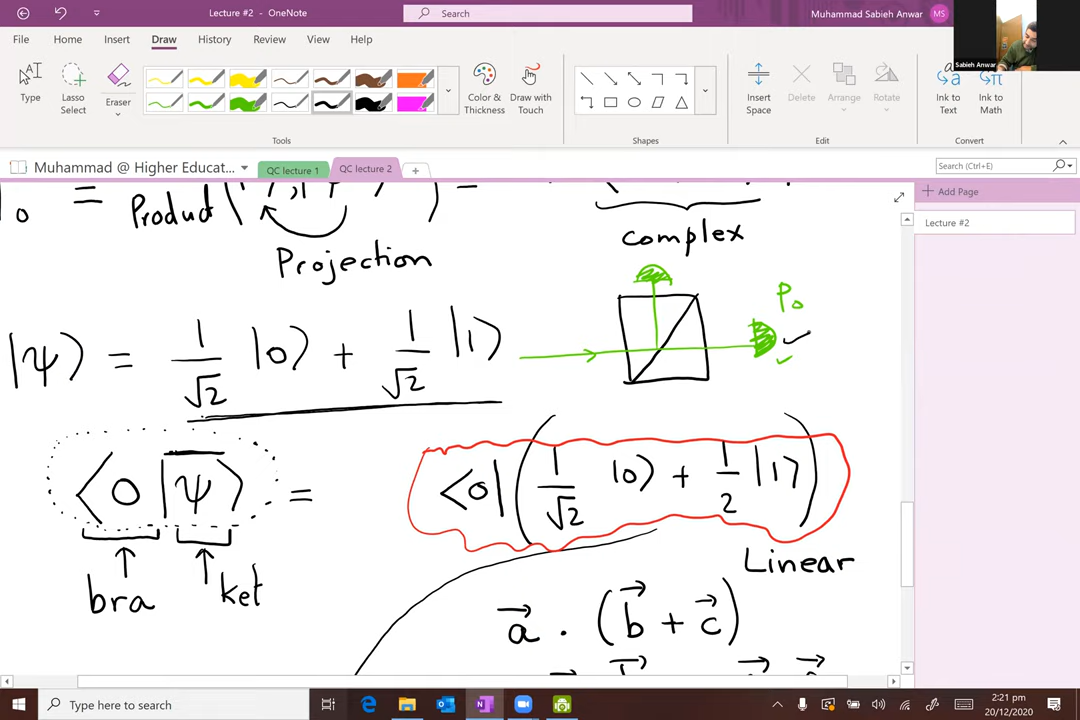 Lecture #2 - OneNote
Search
Muhammad Sabieh Anwar
MS
Sabieh Anwar
File Home Insert Draw History Review View Help
Type
Lasso Select
Eraser
Color & Thickness
Draw with Touch
Insert Space
Delete
Arrange
Rotate
Ink to Text
Ink to Math
Tools
Shapes
Edit
Convert
Muhammad @ Higher Educat...
QC lecture 1
QC lecture 2
Search (Ctrl+E)
Add Page
Lecture #2
0 = Product ( ) =
Projection
complex
P₀
|ψ⟩ = 1/√2 |0⟩ + 1/√2 |1⟩
⟨0|ψ⟩ = ⟨0| ( 1/√2 |0⟩ + 1/2 |1⟩ )
bra ket
Linear
a⃗ . (b⃗ + c⃗)
Type here to search
2:21 pm
20/12/2020